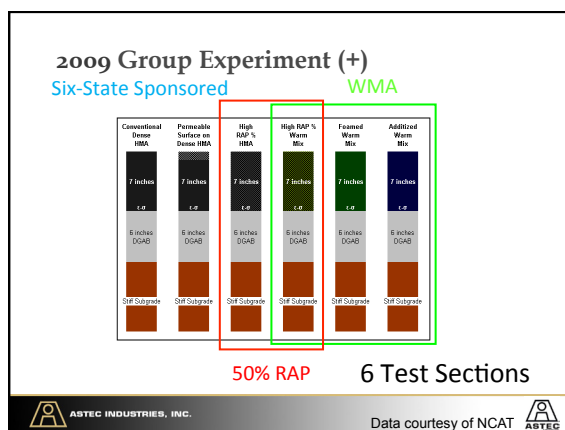 2009 Group Experiment (+)
Six-State Sponsored
WMA
Conventional Dense HMA
Permeable Surface on Dense HMA
High RAP % HMA
High RAP % Warm Mix
Foamed Warm Mix
Additized Warm Mix
7 inches 7 inches 7 inches 7 inches 7 inches 7 inches
ε-σ ε-σ ε-σ ε-σ ε-σ ε-σ
6 inches DGAB 6 inches DGAB 6 inches DGAB 6 inches DGAB 6 inches DGAB 6 inches DGAB
Stiff Subgrade Stiff Subgrade Stiff Subgrade Stiff Subgrade Stiff Subgrade Stiff Subgrade
50% RAP
6 Test Sections
ASTEC INDUSTRIES, INC.
Data courtesy of NCAT
ASTEC